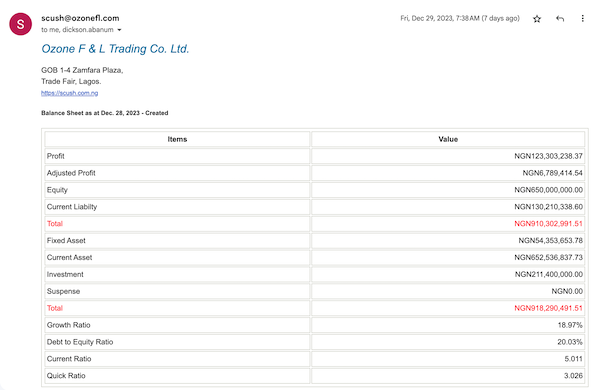 S
scush@ozonefl.com
Fri, Dec 29, 2023, 7:38 AM (7 days ago)
to me, dickson.abanum
Ozone F & L Trading Co. Ltd.
GOB 1-4 Zamfara Plaza,
Trade Fair, Lagos.
https://scush.com.ng
Balance Sheet as at Dec. 28, 2023 - Created
Items Value
Profit NGN123,303,238.37
Adjusted Profit NGN6,789,414.54
Equity NGN650,000,000.00
Current Liabilty NGN130,210,338.60
Total NGN910,302,991.51
Fixed Asset NGN54,353,653.78
Current Asset NGN652,536,837.73
Investment NGN211,400,000.00
Suspense NGN0.00
Total NGN918,290,491.51
Growth Ratio 18.97%
Debt to Equity Ratio 20.03%
Current Ratio 5.011
Quick Ratio 3.026